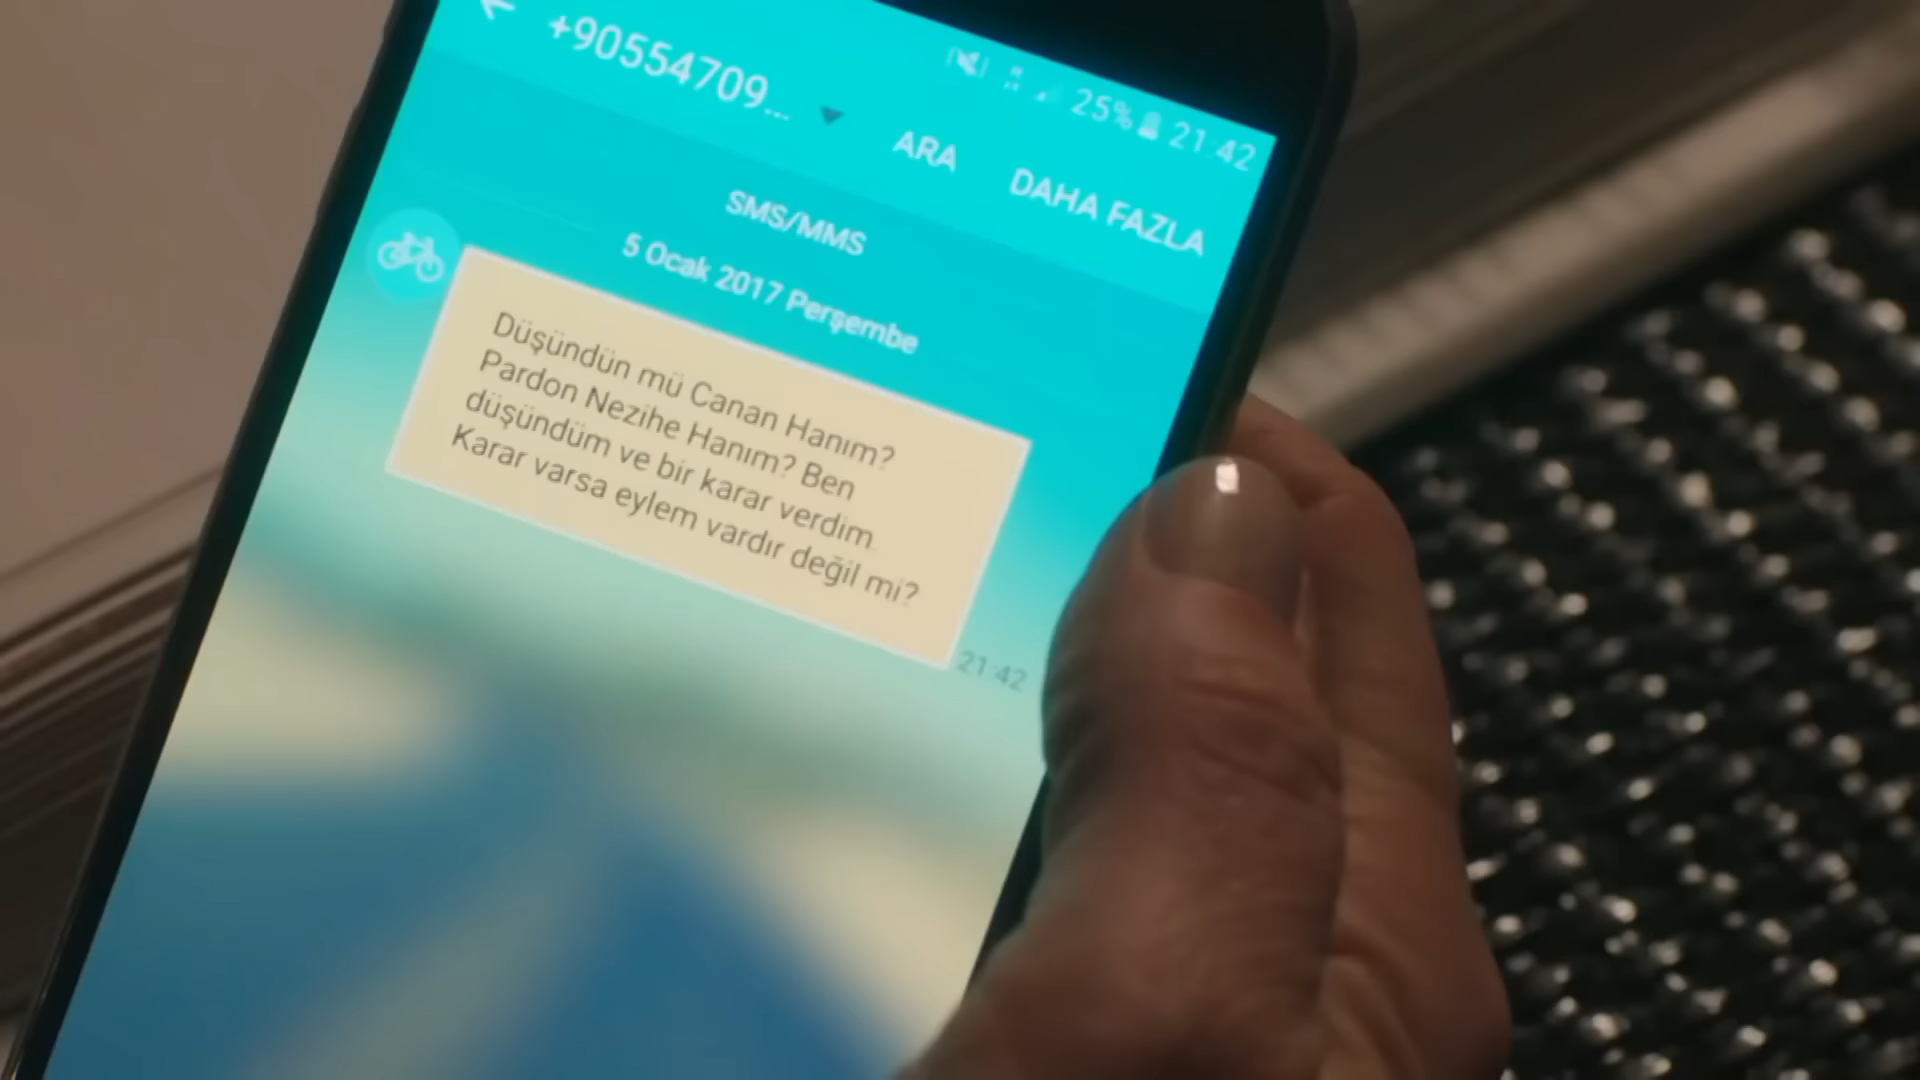 25% 21:42
+90554709...
ARA
DAHA FAZLA
SMS/MMS
5 Ocak 2017 Perşembe
Düşündün mü Canan Hanım?
Pardon Nezihe Hanım? Ben
düşündüm ve bir karar verdim.
Karar varsa eylem vardır değil mi?
21:42